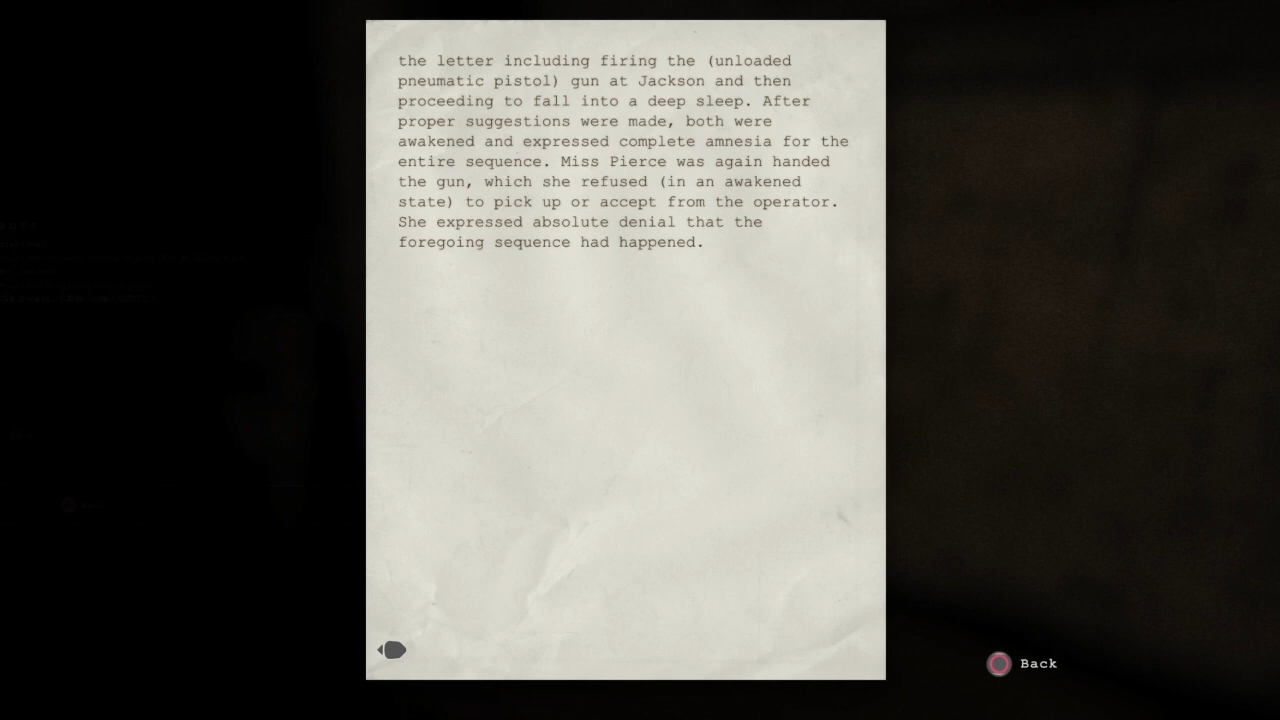 the letter including firing the (unloaded
pneumatic pistol) gun at Jackson and then
proceeding to fall into a deep sleep. After
proper suggestions were made, both were
awakened and expressed complete amnesia for the
entire sequence. Miss Pierce was again handed
the gun, which she refused (in an awakened
state) to pick up or accept from the operator.
She expressed absolute denial that the
foregoing sequence had happened.
Back